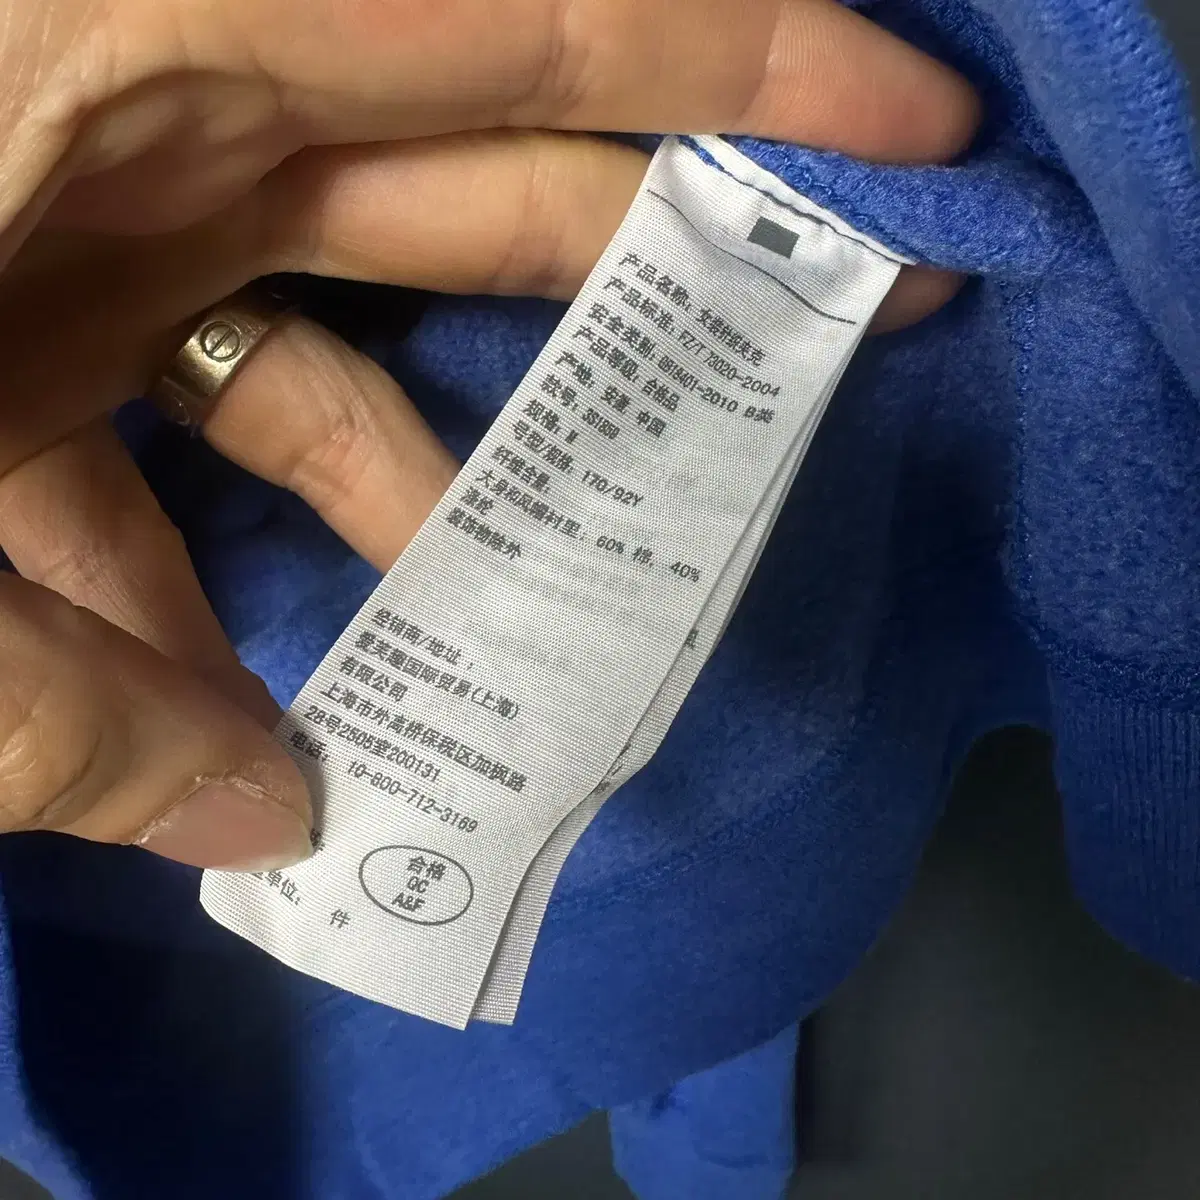 产品名称: 女装针织夹克
产品标准: FZ/T 73020-2004
安全类别: GB18401-2010 B类
产品等级: 合格品
产地: 安徽 中国
款号:
规格: M
号型/规格: 170/92Y
纤维含量:
大身和风帽衬里: 60% 棉, 40%
涤纶
装饰物除外
经销商/地址:
爱芙趣国际贸易(上海)
有限公司
上海市外高桥保税区加枫路
28号2505室200131
电话: 10-800-712-3169
单位: 件
合格
QC
A&F